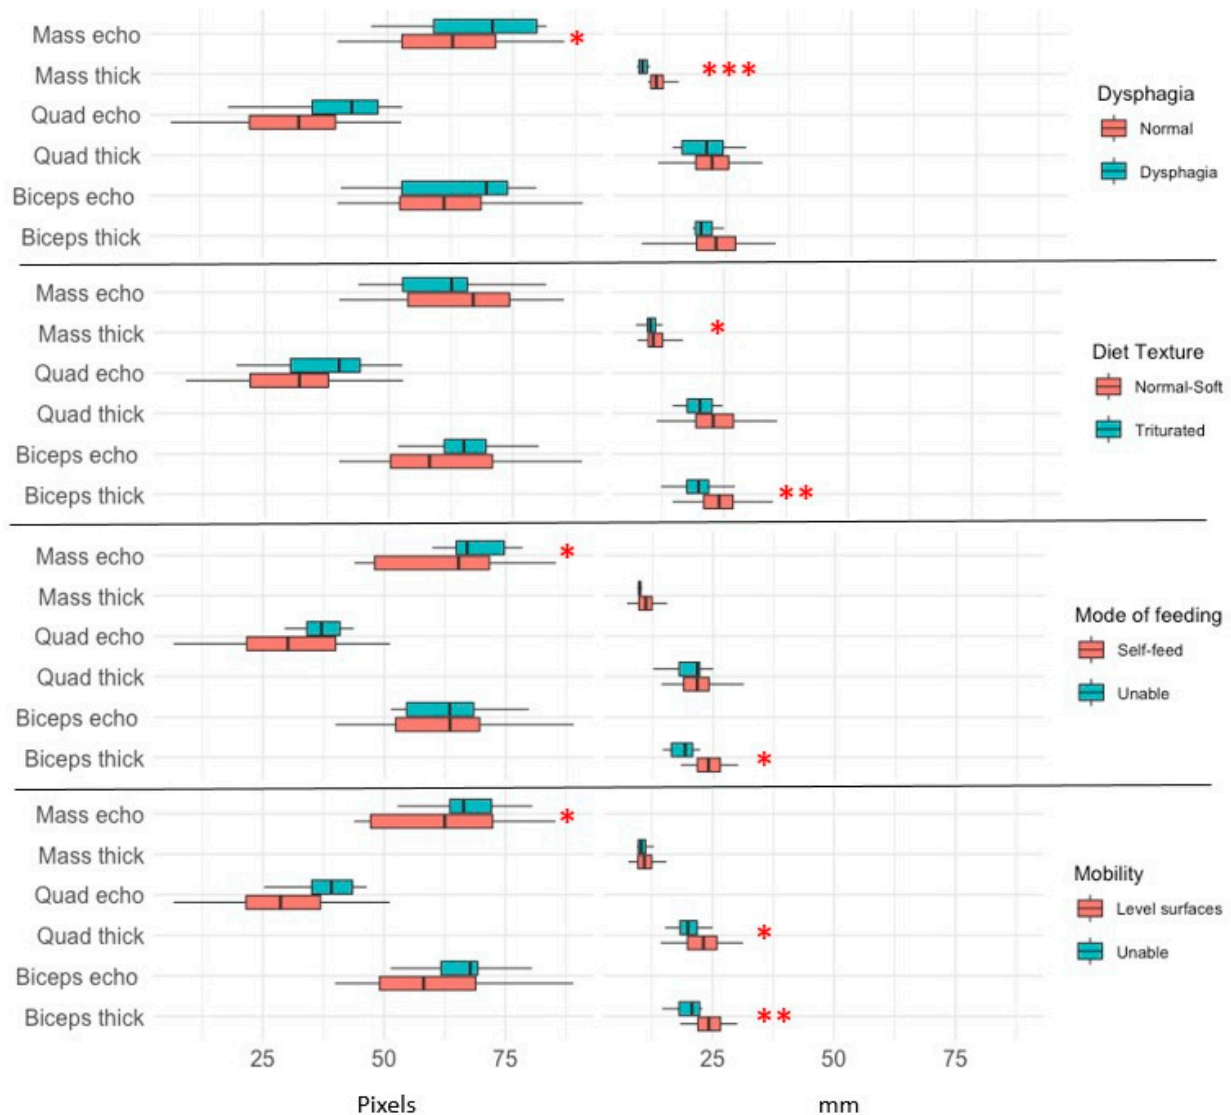 Mass echo
*
Mass thick
***
Quad echo
Quad thick
Biceps echo
Biceps thick
Dysphagia
Normal
Dysphagia
Mass echo
Mass thick
*
Quad echo
Quad thick
Biceps echo
Biceps thick
**
Diet Texture
Normal-Soft
Triturated
Mass echo
*
Mass thick
Quad echo
Quad thick
Biceps echo
Biceps thick
*
Mode of feeding
Self-feed
Unable
Mass echo
*
Mass thick
Quad echo
Quad thick
*
Biceps echo
Biceps thick
**
Mobility
Level surfaces
Unable
25 50 75 25 50 75
Pixels mm